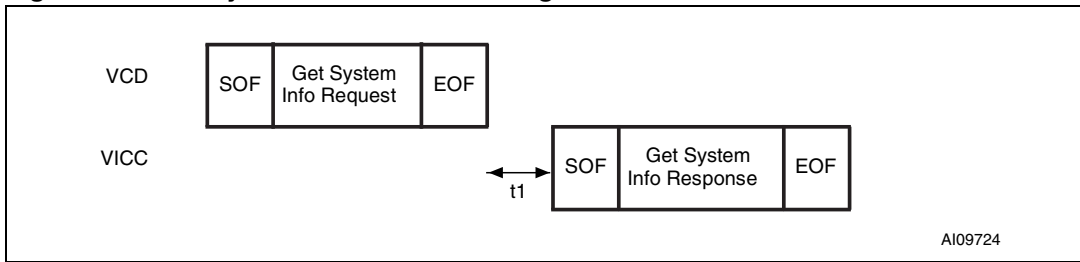 VCD
SOF
Get System
Info Request
EOF
VICC
t1
SOF
Get System
Info Response
EOF
AI09724